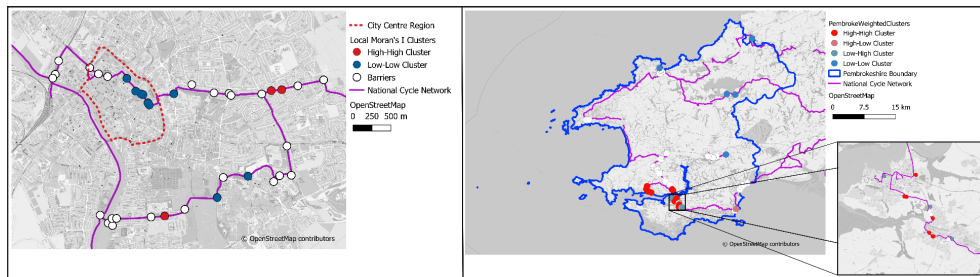 City Centre Region
Local Moran's I Clusters
High-High Cluster
Low-Low Cluster
Barriers
National Cycle Network
OpenStreetMap
0 250 500 m
© OpenStreetMap contributors
PembrokeWeightedClusters
High-High Cluster
High-Low Cluster
Low-High Cluster
Low-Low Cluster
Pembrokeshire Boundary
National Cycle Network
OpenStreetMap
0 7.5 15 km
© OpenStreetMap contributors